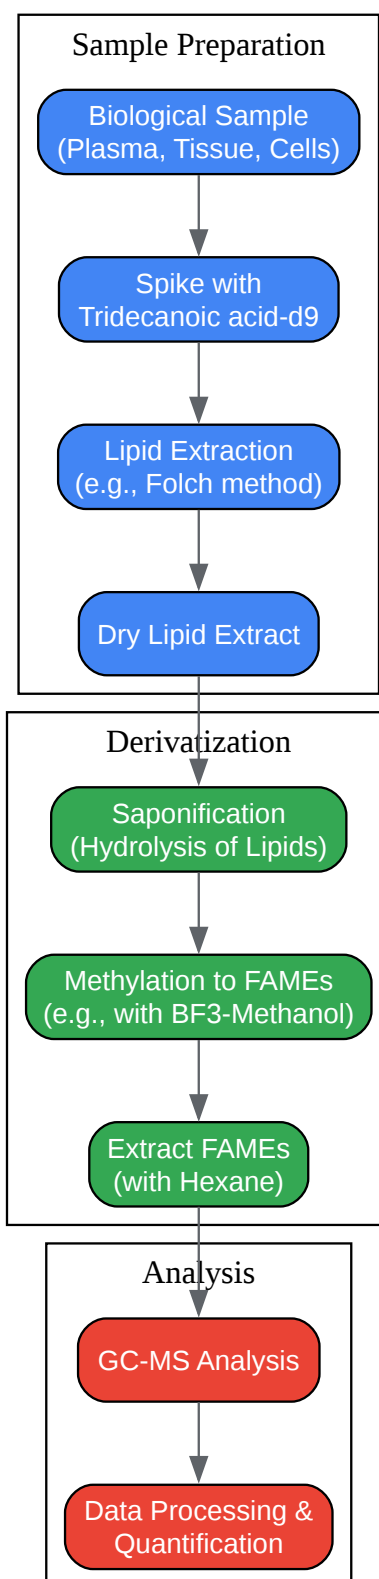 Sample Preparation
Biological Sample
(Plasma, Tissue, Cells)
Spike with
Tridecanoic acid-d9
Lipid Extraction
(e.g., Folch method)
Dry Lipid Extract
Derivatization
Saponification
(Hydrolysis of Lipids)
Methylation to FAMEs
(e.g., with BF3-Methanol)
Extract FAMEs
(with Hexane)
Analysis
GC-MS Analysis
Data Processing &
Quantification